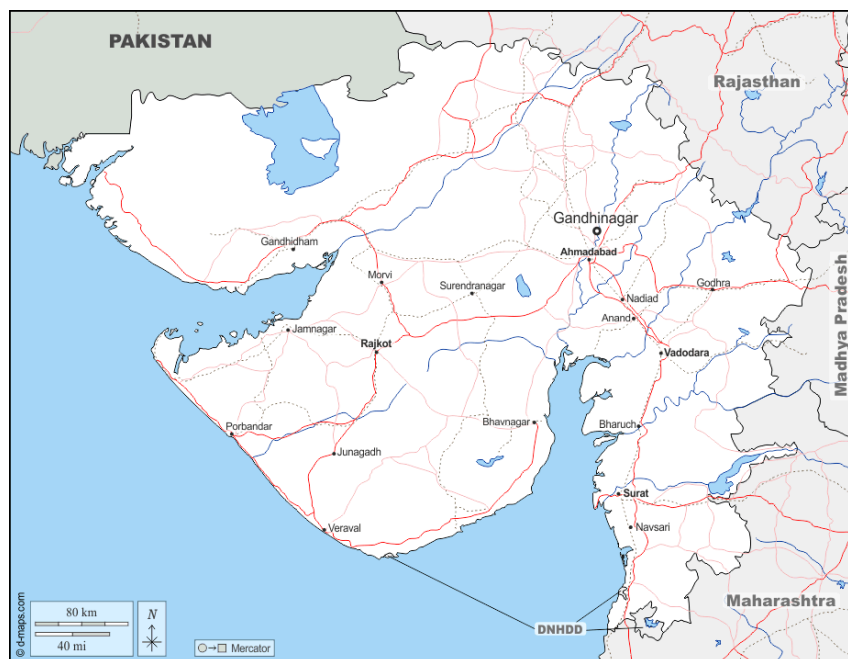 PAKISTAN
Rajasthan
Gandhinagar
Gandhidham
Ahmadabad
Morvi
Surendranagar
Godhra
Nadiad
Anand
Jamnagar
Rajkot
Vadodara
Madhya Pradesh
Porbandar
Bhavnagar
Bharuch
Junagadh
Surat
Veraval
Navsari
Maharashtra
DNHDD
80 km
40 mi
N
Mercator
© d-maps.com